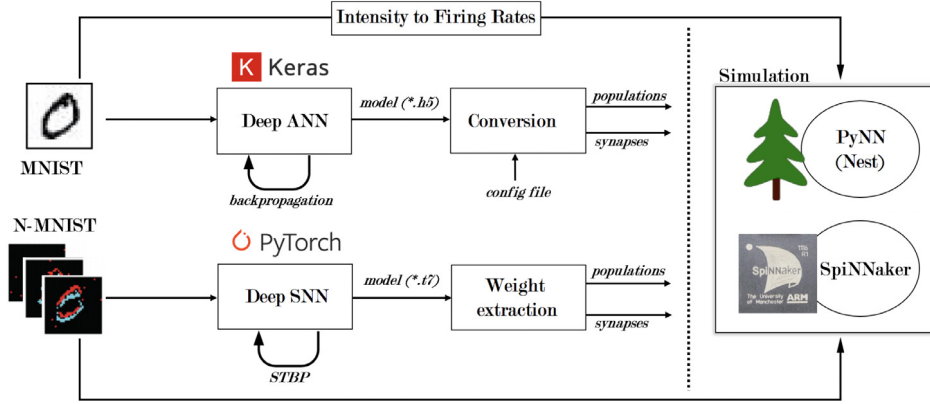 Intensity to Firing Rates
K Keras
Simulation
MNIST
Deep ANN
model (*.h5)
Conversion
populations
synapses
backpropagation
config file
PyNN
(Nest)
N-MNIST
PyTorch
Deep SNN
model (*.t7)
Weight
extraction
populations
synapses
STBP
SpiNNaker
The University
of Manchester
ARM
SpiNNaker